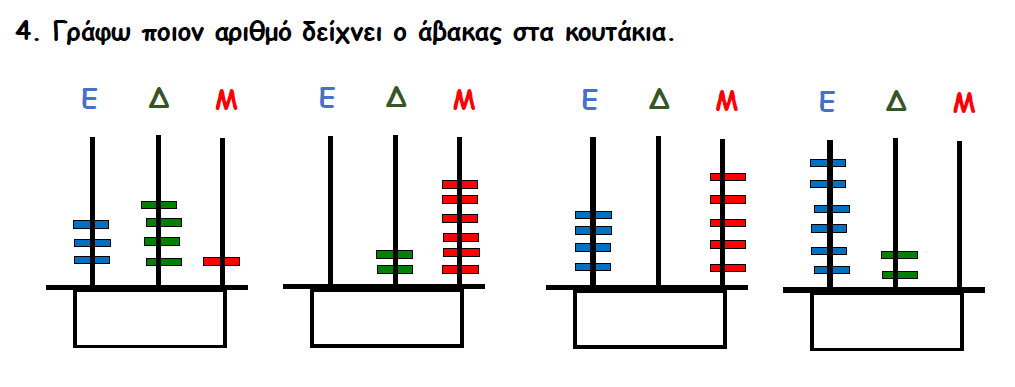 4. Γράφω ποιον αριθμό δείχνει ο άβακας στα κουτάκια.
Ε Δ Μ Ε Δ Μ Ε Δ Μ Ε Δ Μ